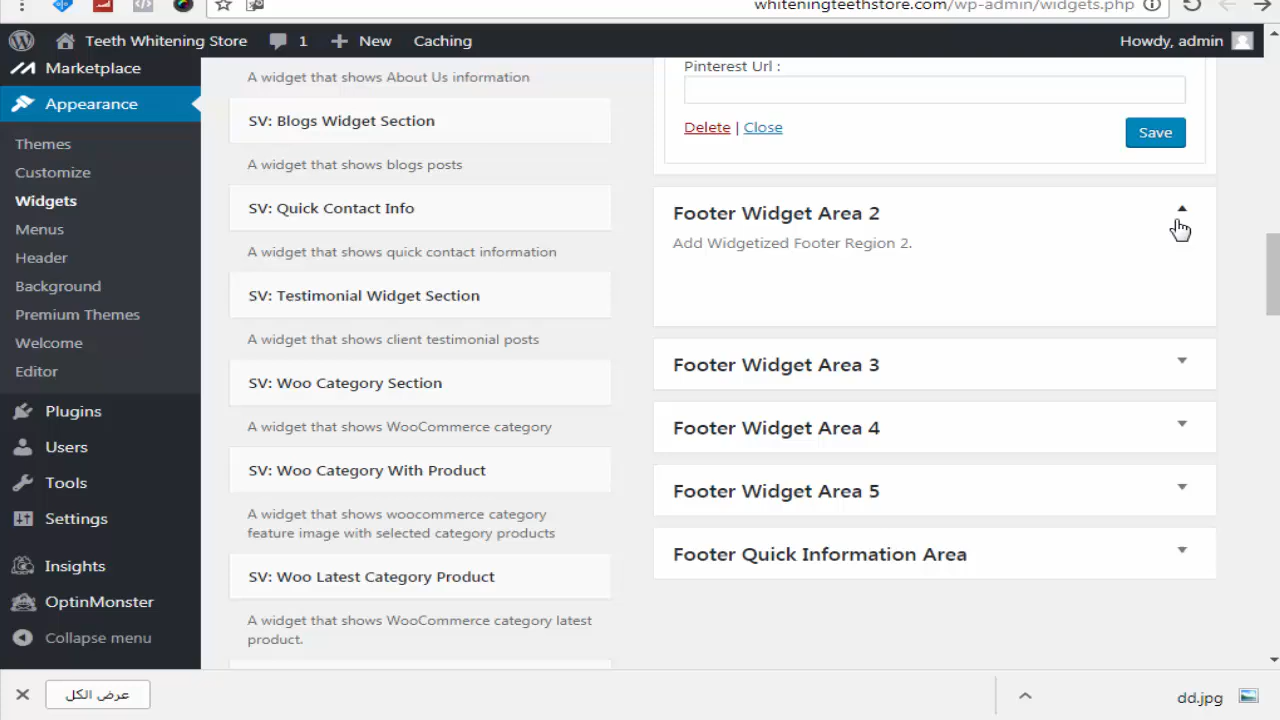 whiteningteethstore.com/wp-admin/widgets.php
Teeth Whitening Store
1
New
Caching
Howdy, admin
Marketplace
Appearance
Themes
Customize
Widgets
Menus
Header
Background
Premium Themes
Welcome
Editor
Plugins
Users
Tools
Settings
Insights
OptinMonster
Collapse menu
A widget that shows About Us information
SV: Blogs Widget Section
A widget that shows blogs posts
SV: Quick Contact Info
A widget that shows quick contact information
SV: Testimonial Widget Section
A widget that shows client testimonial posts
SV: Woo Category Section
A widget that shows WooCommerce category
SV: Woo Category With Product
A widget that shows woocommerce category
feature image with selected category products
SV: Woo Latest Category Product
A widget that shows WooCommerce category latest
product.
Pinterest Url :
Delete | Close
Save
Footer Widget Area 2
Add Widgetized Footer Region 2.
Footer Widget Area 3
Footer Widget Area 4
Footer Widget Area 5
Footer Quick Information Area
عرض الكل
dd.jpg